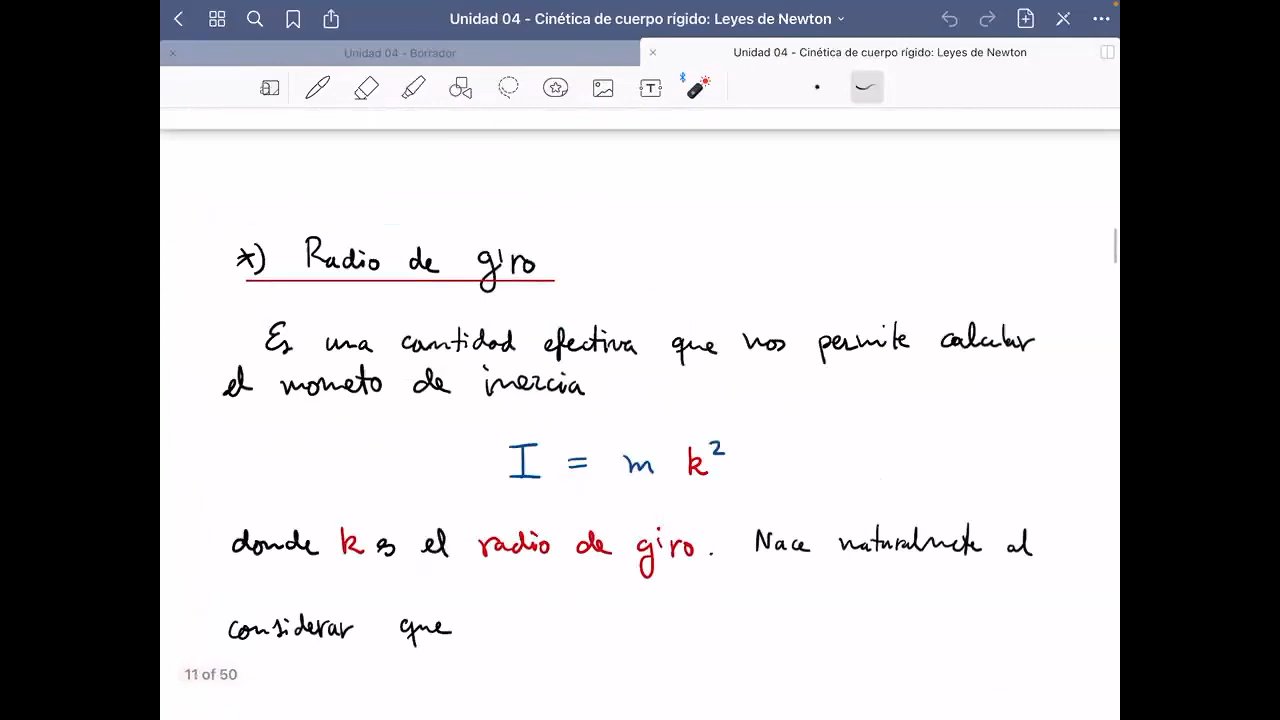 Unidad 04 - Cinética de cuerpo rígido: Leyes de Newton
Unidad 04 - Borrador
Unidad 04 - Cinética de cuerpo rígido: Leyes de Newton
*) Radio de giro
Es una cantidad efectiva que nos permite calcular
el mometo de inercia
I = m k²
donde k es el radio de giro. Nace naturalmete al
considerar que
11 of 50